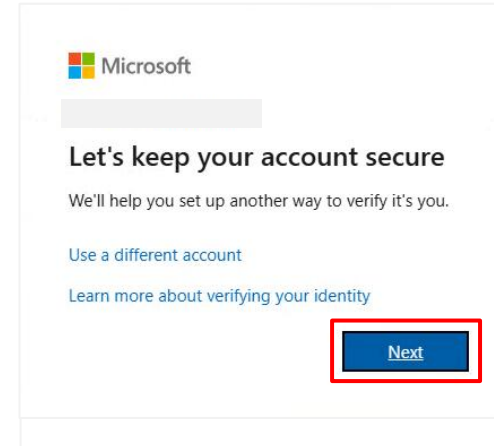 Microsoft
Let's keep your account secure
We'll help you set up another way to verify it's you.
Use a different account
Learn more about verifying your identity
Next